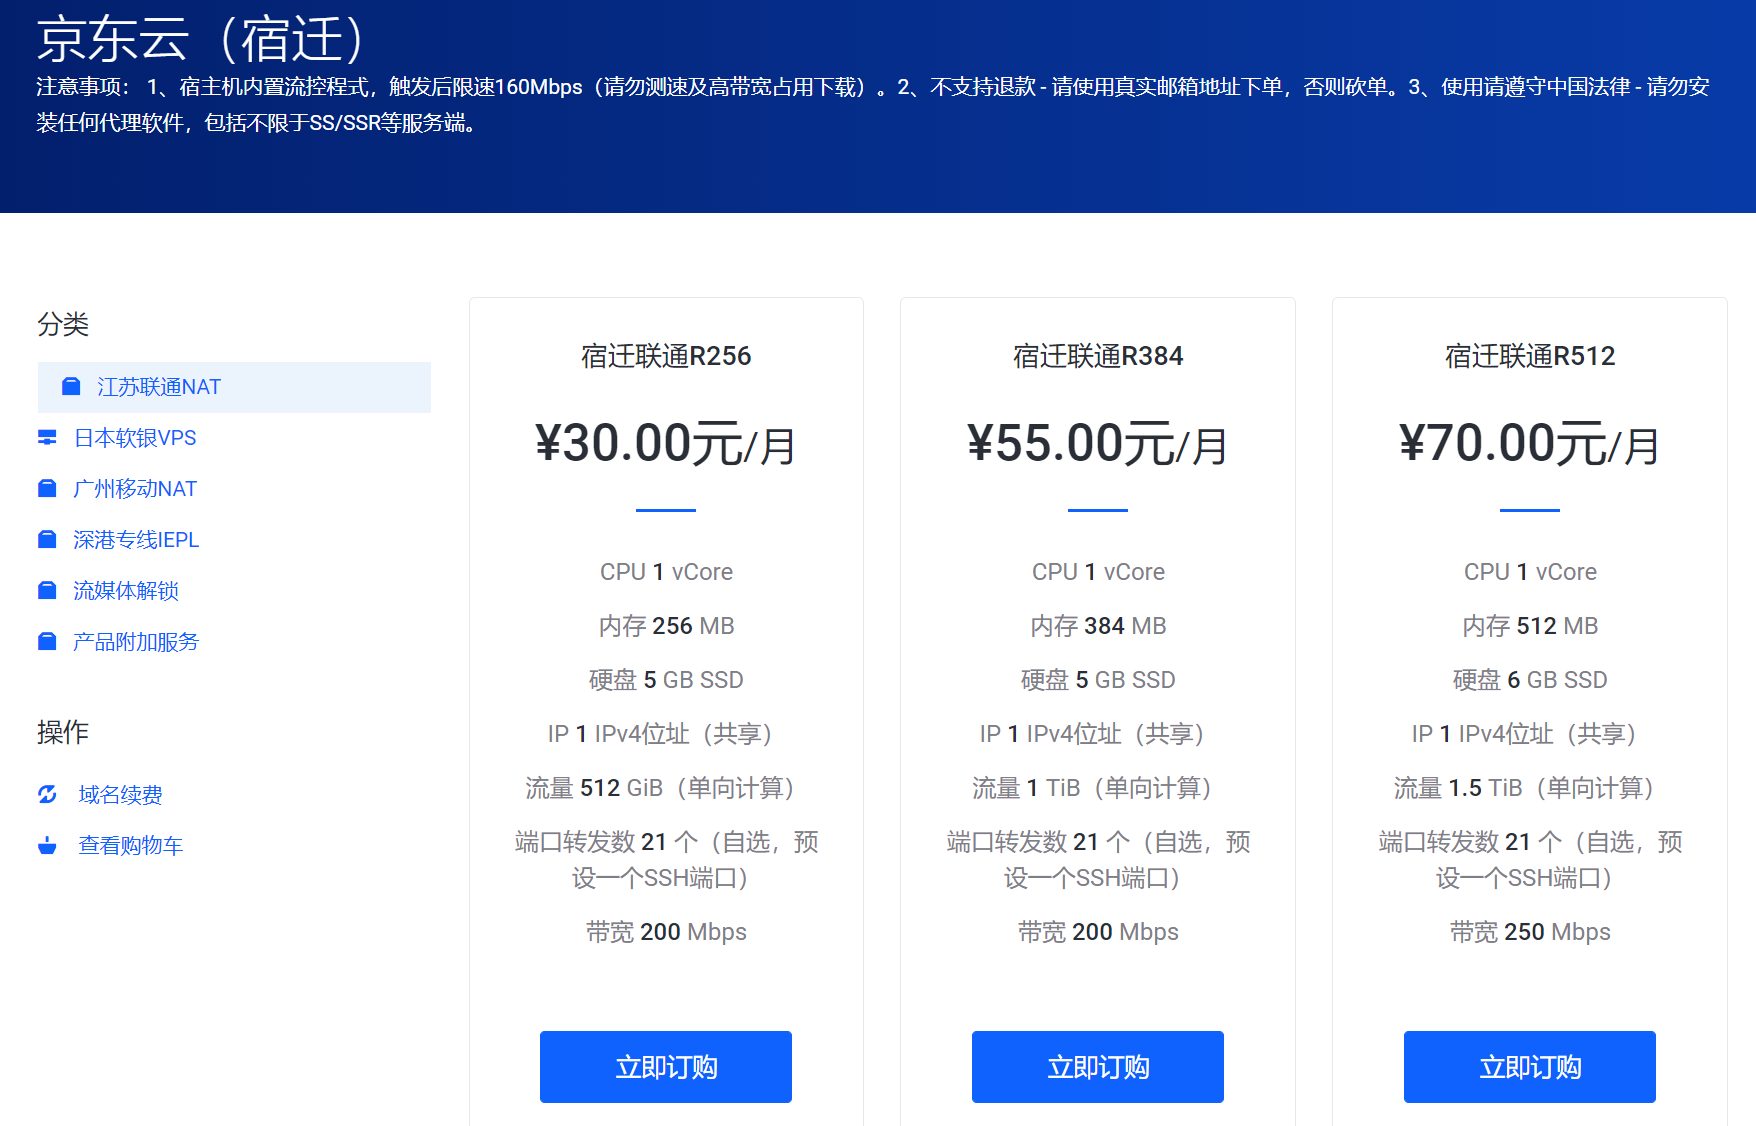 京东云（宿迁）
注意事项： 1、宿主机内置流控程式，触发后限速160Mbps（请勿测速及高带宽占用下载）。2、不支持退款 - 请使用真实邮箱地址下单，否则砍单。3、使用请遵守中国法律 - 请勿安
装任何代理软件，包括不限于SS/SSR等服务端。
分类
江苏联通NAT
日本软银VPS
广州移动NAT
深港专线IEPL
流媒体解锁
产品附加服务
操作
域名续费
查看购物车
宿迁联通R256
¥30.00元/月
CPU 1 vCore
内存 256 MB
硬盘 5 GB SSD
IP 1 IPv4位址（共享）
流量 512 GiB（单向计算）
端口转发数 21 个（自选，预
设一个SSH端口）
带宽 200 Mbps
立即订购
宿迁联通R384
¥55.00元/月
CPU 1 vCore
内存 384 MB
硬盘 5 GB SSD
IP 1 IPv4位址（共享）
流量 1 TiB（单向计算）
端口转发数 21 个（自选，预
设一个SSH端口）
带宽 200 Mbps
立即订购
宿迁联通R512
¥70.00元/月
CPU 1 vCore
内存 512 MB
硬盘 6 GB SSD
IP 1 IPv4位址（共享）
流量 1.5 TiB（单向计算）
端口转发数 21 个（自选，预
设一个SSH端口）
带宽 250 Mbps
立即订购